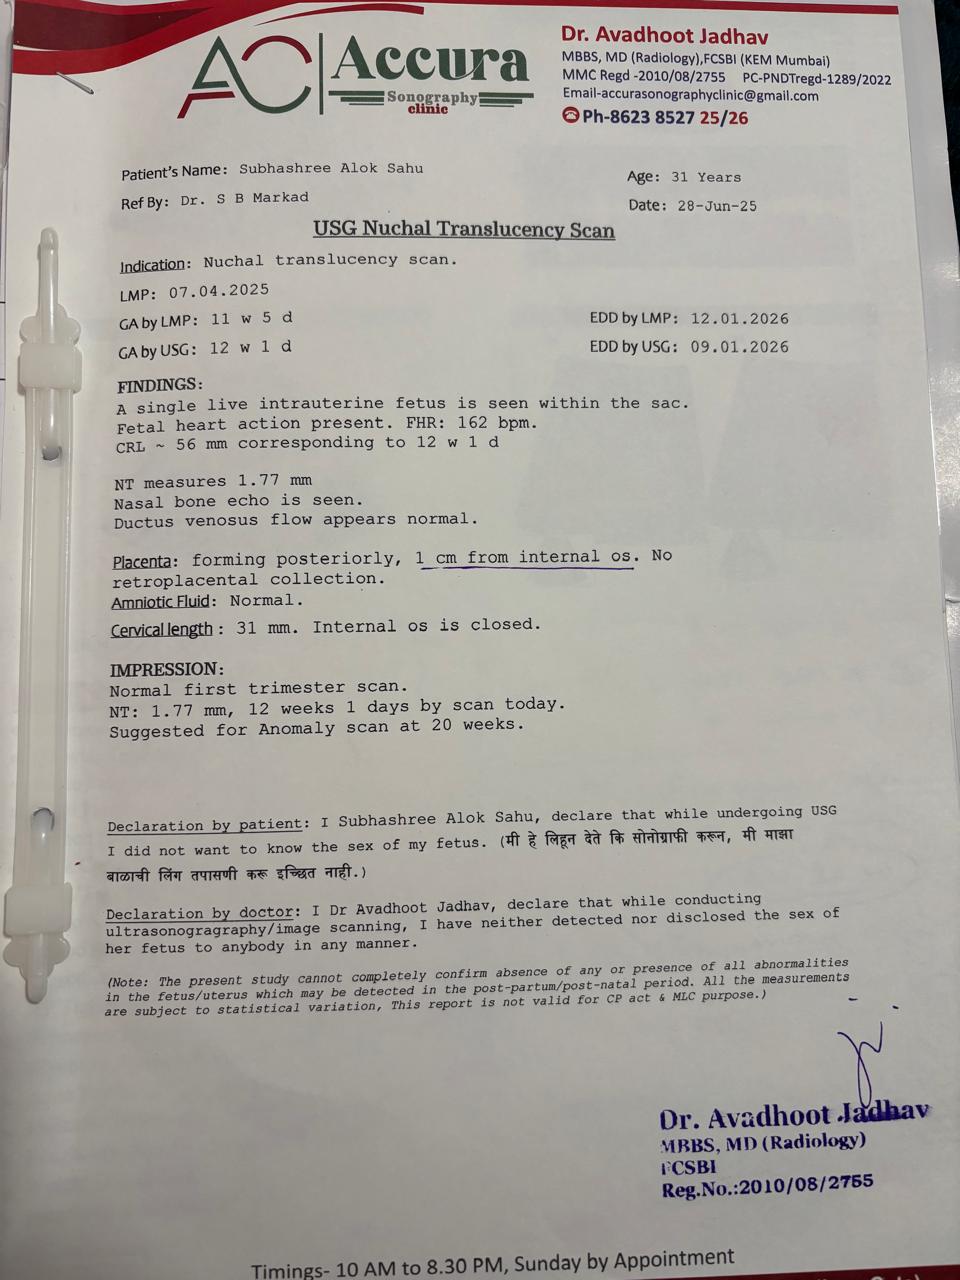 Accura
Sonography
clinic
Dr. Avadhoot Jadhav
MBBS, MD (Radiology),FCSBI (KEM Mumbai)
MMC Regd -2010/08/2755 PC-PNDTregd-1289/2022
Email-accurasonographyclinic@gmail.com
Ph-8623 8527 25/26
Patient's Name: Subhashree Alok Sahu
Age: 31 Years
Ref By: Dr. S B Markad
Date: 28-Jun-25
USG Nuchal Translucency Scan
Indication: Nuchal translucency scan.
LMP: 07.04.2025
GA by LMP: 11 w 5 d EDD by LMP: 12.01.2026
GA by USG: 12 w 1 d EDD by USG: 09.01.2026
FINDINGS:
A single live intrauterine fetus is seen within the sac.
Fetal heart action present. FHR: 162 bpm.
CRL ~ 56 mm corresponding to 12 w 1 d
NT measures 1.77 mm
Nasal bone echo is seen.
Ductus venosus flow appears normal.
Placenta: forming posteriorly, 1 cm from internal os. No
retroplacental collection.
Amniotic Fluid: Normal.
Cervical length : 31 mm. Internal os is closed.
IMPRESSION:
Normal first trimester scan.
NT: 1.77 mm, 12 weeks 1 days by scan today.
Suggested for Anomaly scan at 20 weeks.
Declaration by patient: I Subhashree Alok Sahu, declare that while undergoing USG
I did not want to know the sex of my fetus. (मी हे लिहून देते कि सोनोग्राफी करून, मी माझा
बाळाची लिंग तपासणी करू इच्छित नाही.)
Declaration by doctor: I Dr Avadhoot Jadhav, declare that while conducting
ultrasonogragraphy/image scanning, I have neither detected nor disclosed the sex of
her fetus to anybody in any manner.
(Note: The present study cannot completely confirm absence of any or presence of all abnormalities
in the fetus/uterus which may be detected in the post-partum/post-natal period. All the measurements
are subject to statistical variation, This report is not valid for CP act & MLC purpose.)
Dr. Avadhoot Jadhav
MBBS, MD (Radiology)
FCSBI
Reg.No.:2010/08/2755
Timings- 10 AM to 8.30 PM, Sunday by Appointment